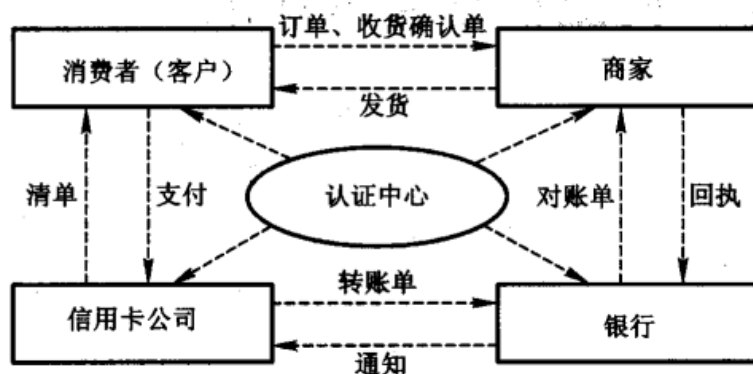 订单、收货确认单
消费者（客户）
商家
发货
清单
支付
认证中心
对账单
回执
转账单
信用卡公司
银行
通知